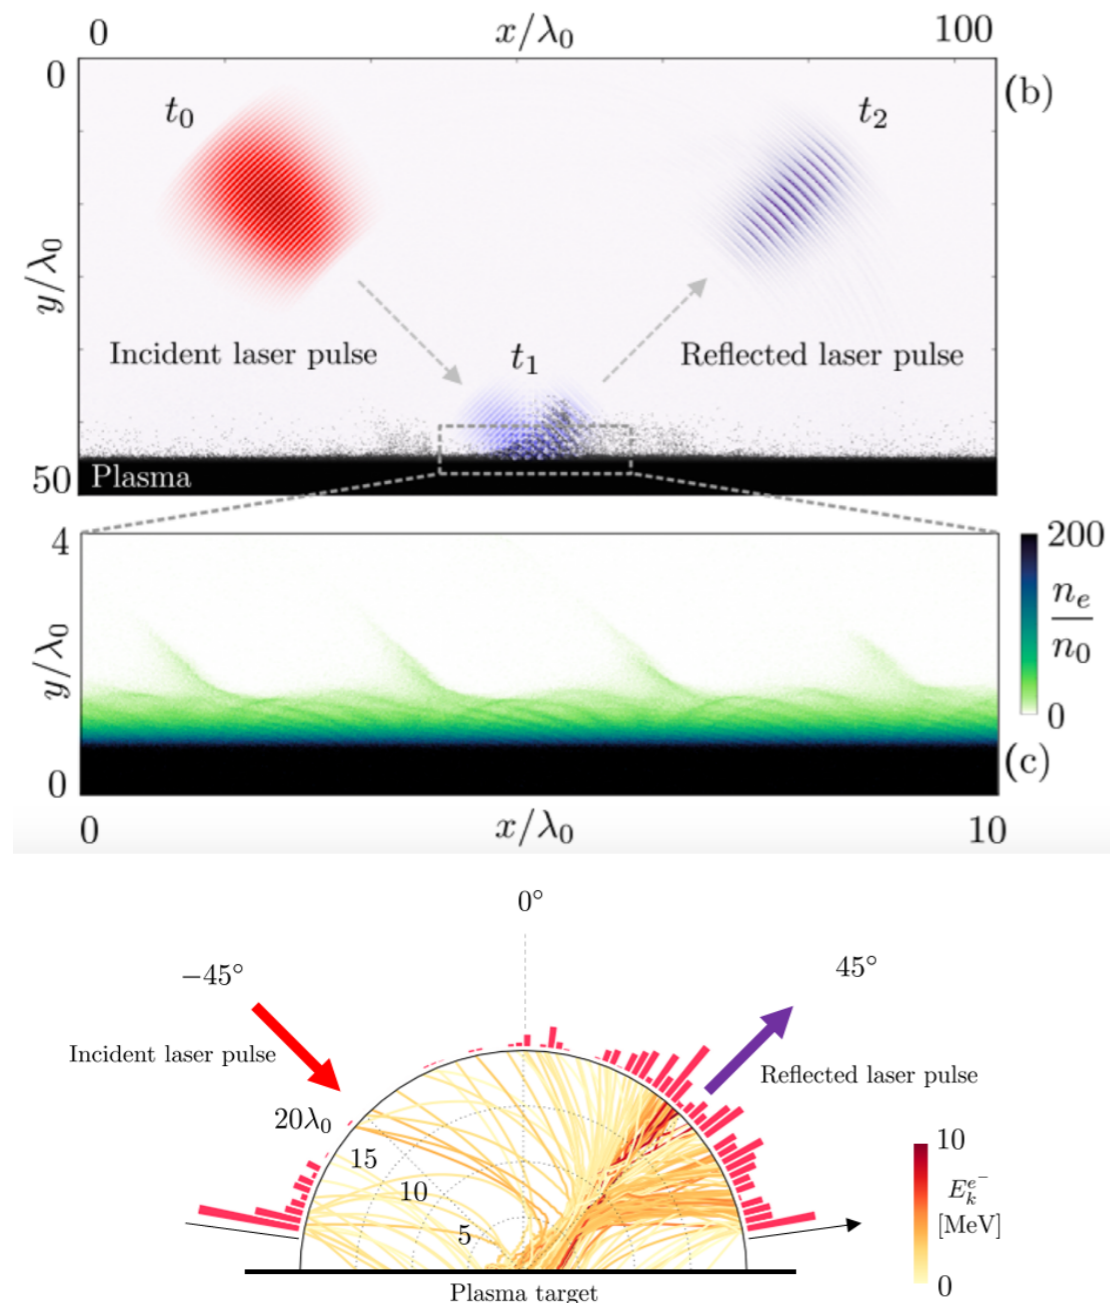 0 x/λ₀ 100
0
(b)
t₀
t₂
y/λ₀
Incident laser pulse
t₁
Reflected laser pulse
50
Plasma
4
200
nₑ/n₀
y/λ₀
0
0
(c)
0 x/λ₀ 10
0°
−45°
45°
Incident laser pulse
Reflected laser pulse
20λ₀
15
10
5
10
Eₖᵉ⁻
[MeV]
0
Plasma target